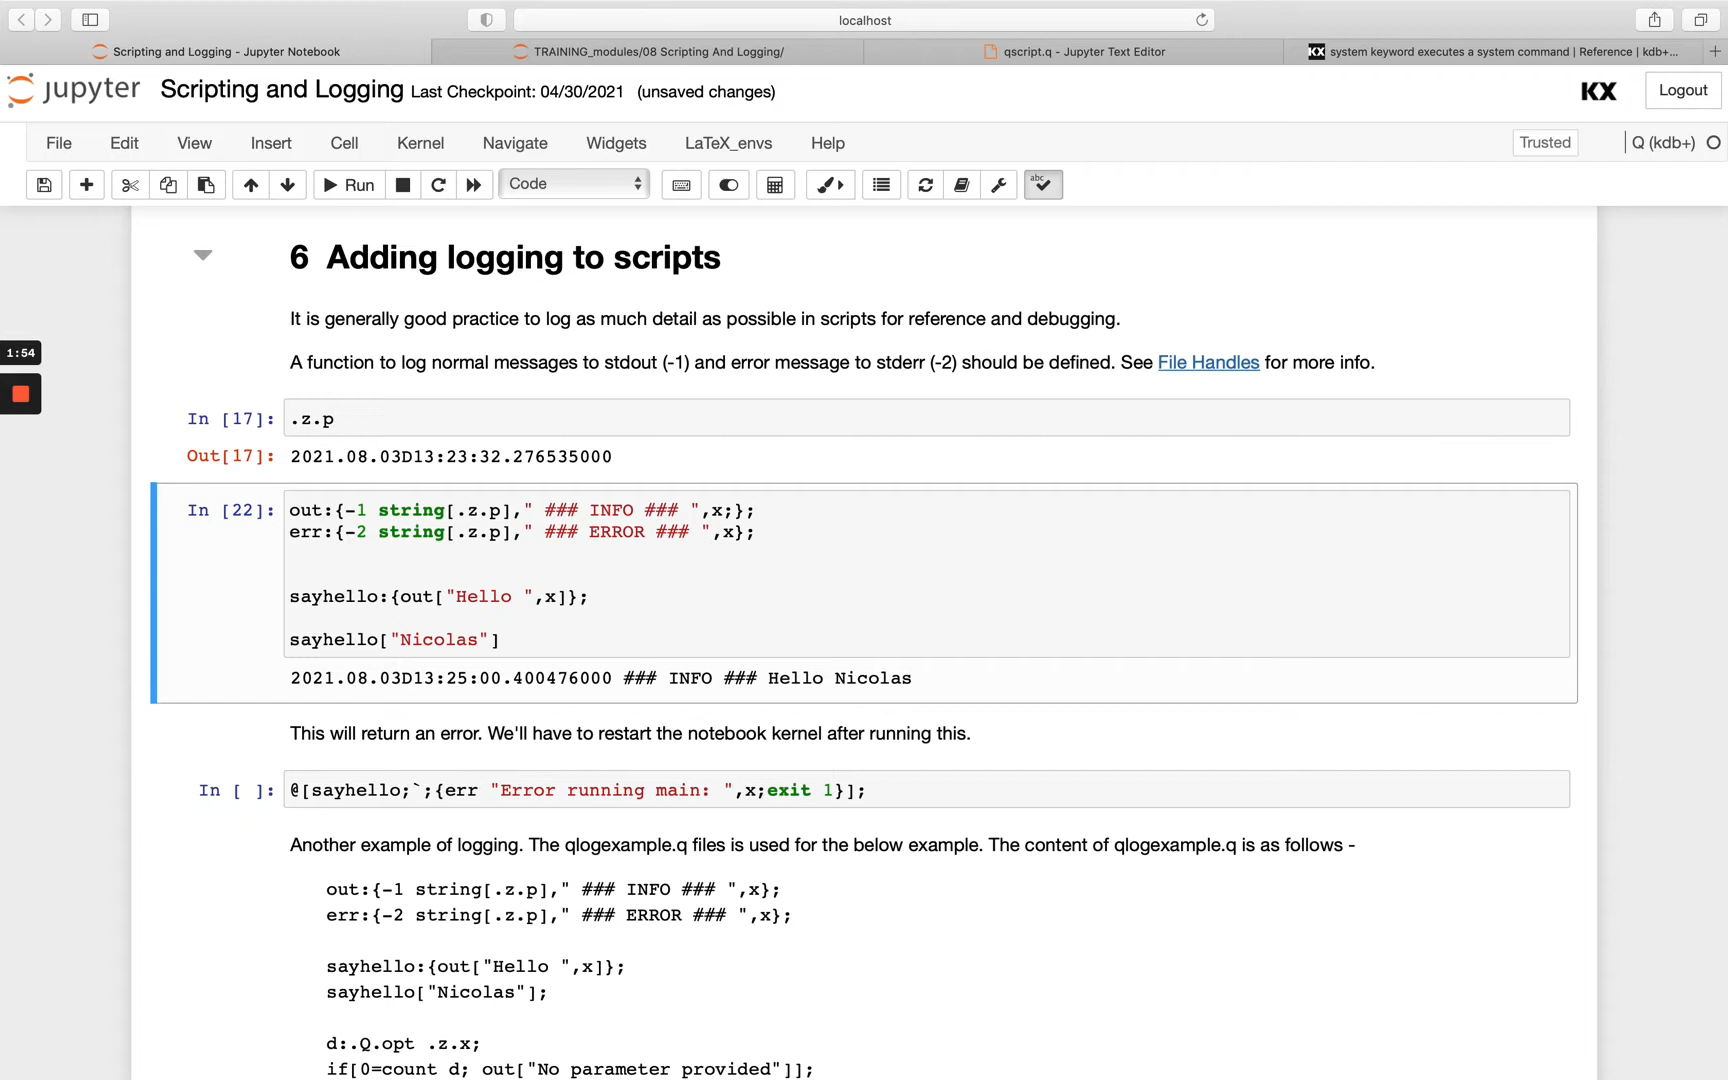 localhost
Scripting and Logging - Jupyter Notebook
TRAINING_modules/08 Scripting And Logging/
qscript.q - Jupyter Text Editor
KX system keyword executes a system command | Reference | kdb+...
jupyter Scripting and Logging Last Checkpoint: 04/30/2021 (unsaved changes)
KX
Logout
File Edit View Insert Cell Kernel Navigate Widgets LaTeX_envs Help
Trusted
Q (kdb+)
Run
Code
abc
6 Adding logging to scripts
It is generally good practice to log as much detail as possible in scripts for reference and debugging.
1:54
A function to log normal messages to stdout (-1) and error message to stderr (-2) should be defined. See File Handles for more info.
In [17]: .z.p
Out[17]: 2021.08.03D13:23:32.276535000
In [22]: out:{-1 string[.z.p]," ### INFO ### ",x;};
err:{-2 string[.z.p]," ### ERROR ### ",x};
sayhello:{out["Hello ",x]};
sayhello["Nicolas"]
2021.08.03D13:25:00.400476000 ### INFO ### Hello Nicolas
This will return an error. We'll have to restart the notebook kernel after running this.
In [ ]: @[sayhello;`;{err "Error running main: ",x;exit 1}];
Another example of logging. The qlogexample.q files is used for the below example. The content of qlogexample.q is as follows -
out:{-1 string[.z.p]," ### INFO ### ",x};
err:{-2 string[.z.p]," ### ERROR ### ",x};
sayhello:{out["Hello ",x]};
sayhello["Nicolas"];
d:.Q.opt .z.x;
if[0=count d; out["No parameter provided"]];